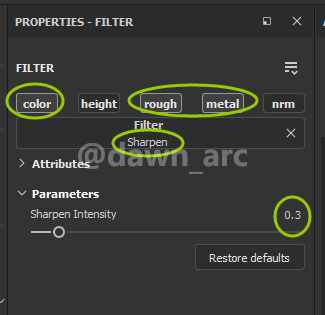 PROPERTIES - FILTER
FILTER
color height rough metal nrm
Filter
Sharpen
@dawn_arc
Attributes
Parameters
Sharpen Intensity 0.3
Restore defaults